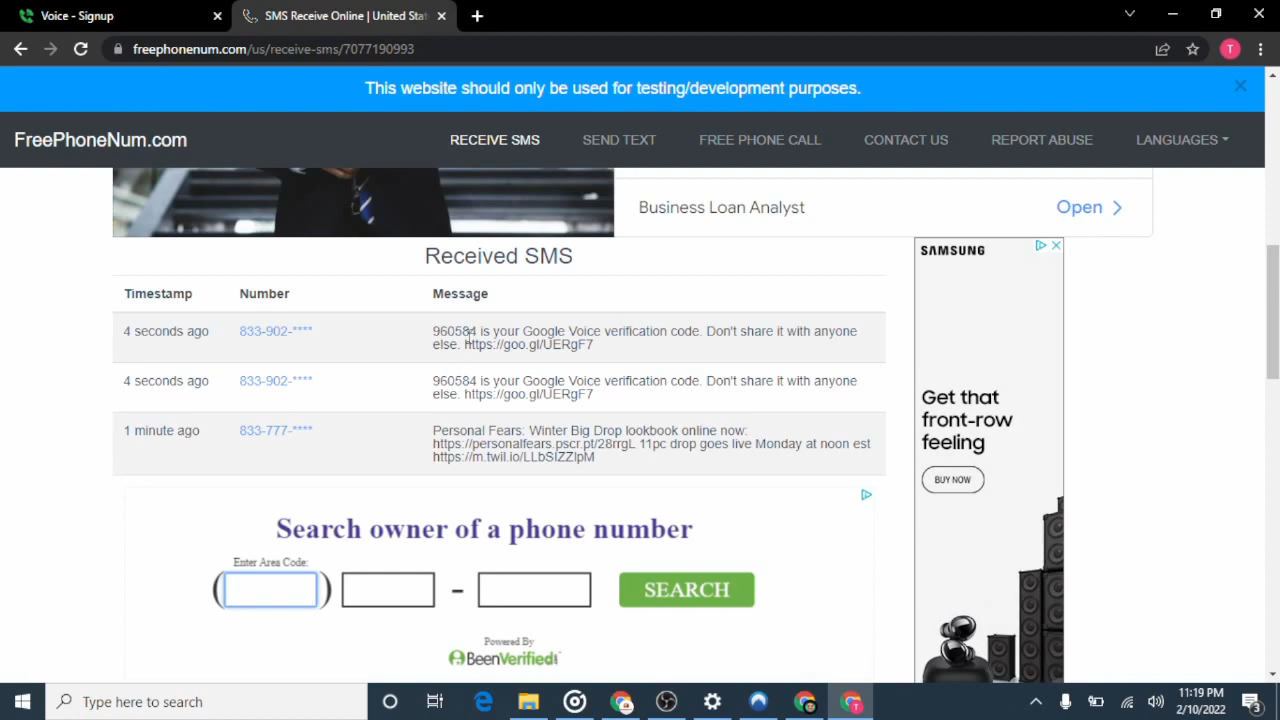 Voice - Signup
SMS Receive Online | United Stat
freephonenum.com/us/receive-sms/7077190993
T
This website should only be used for testing/development purposes.
FreePhoneNum.com
RECEIVE SMS
SEND TEXT
FREE PHONE CALL
CONTACT US
REPORT ABUSE
LANGUAGES
Business Loan Analyst
Open
Received SMS
Timestamp Number Message
4 seconds ago 833-902-**** 960584 is your Google Voice verification code. Don't share it with anyone
else. https://goo.gl/UERgF7
4 seconds ago 833-902-**** 960584 is your Google Voice verification code. Don't share it with anyone
else. https://goo.gl/UERgF7
1 minute ago 833-777-**** Personal Fears: Winter Big Drop lookbook online now:
https://personalfears.pscr.pt/28rrgL 11pc drop goes live Monday at noon est
https://m.twil.io/LLbSIZZIpM
SAMSUNG
Get that
front-row
feeling
BUY NOW
Search owner of a phone number
Enter Area Code:
( ) -
SEARCH
Powered By
BeenVerified
Type here to search
T
11:19 PM
2/10/2022
3